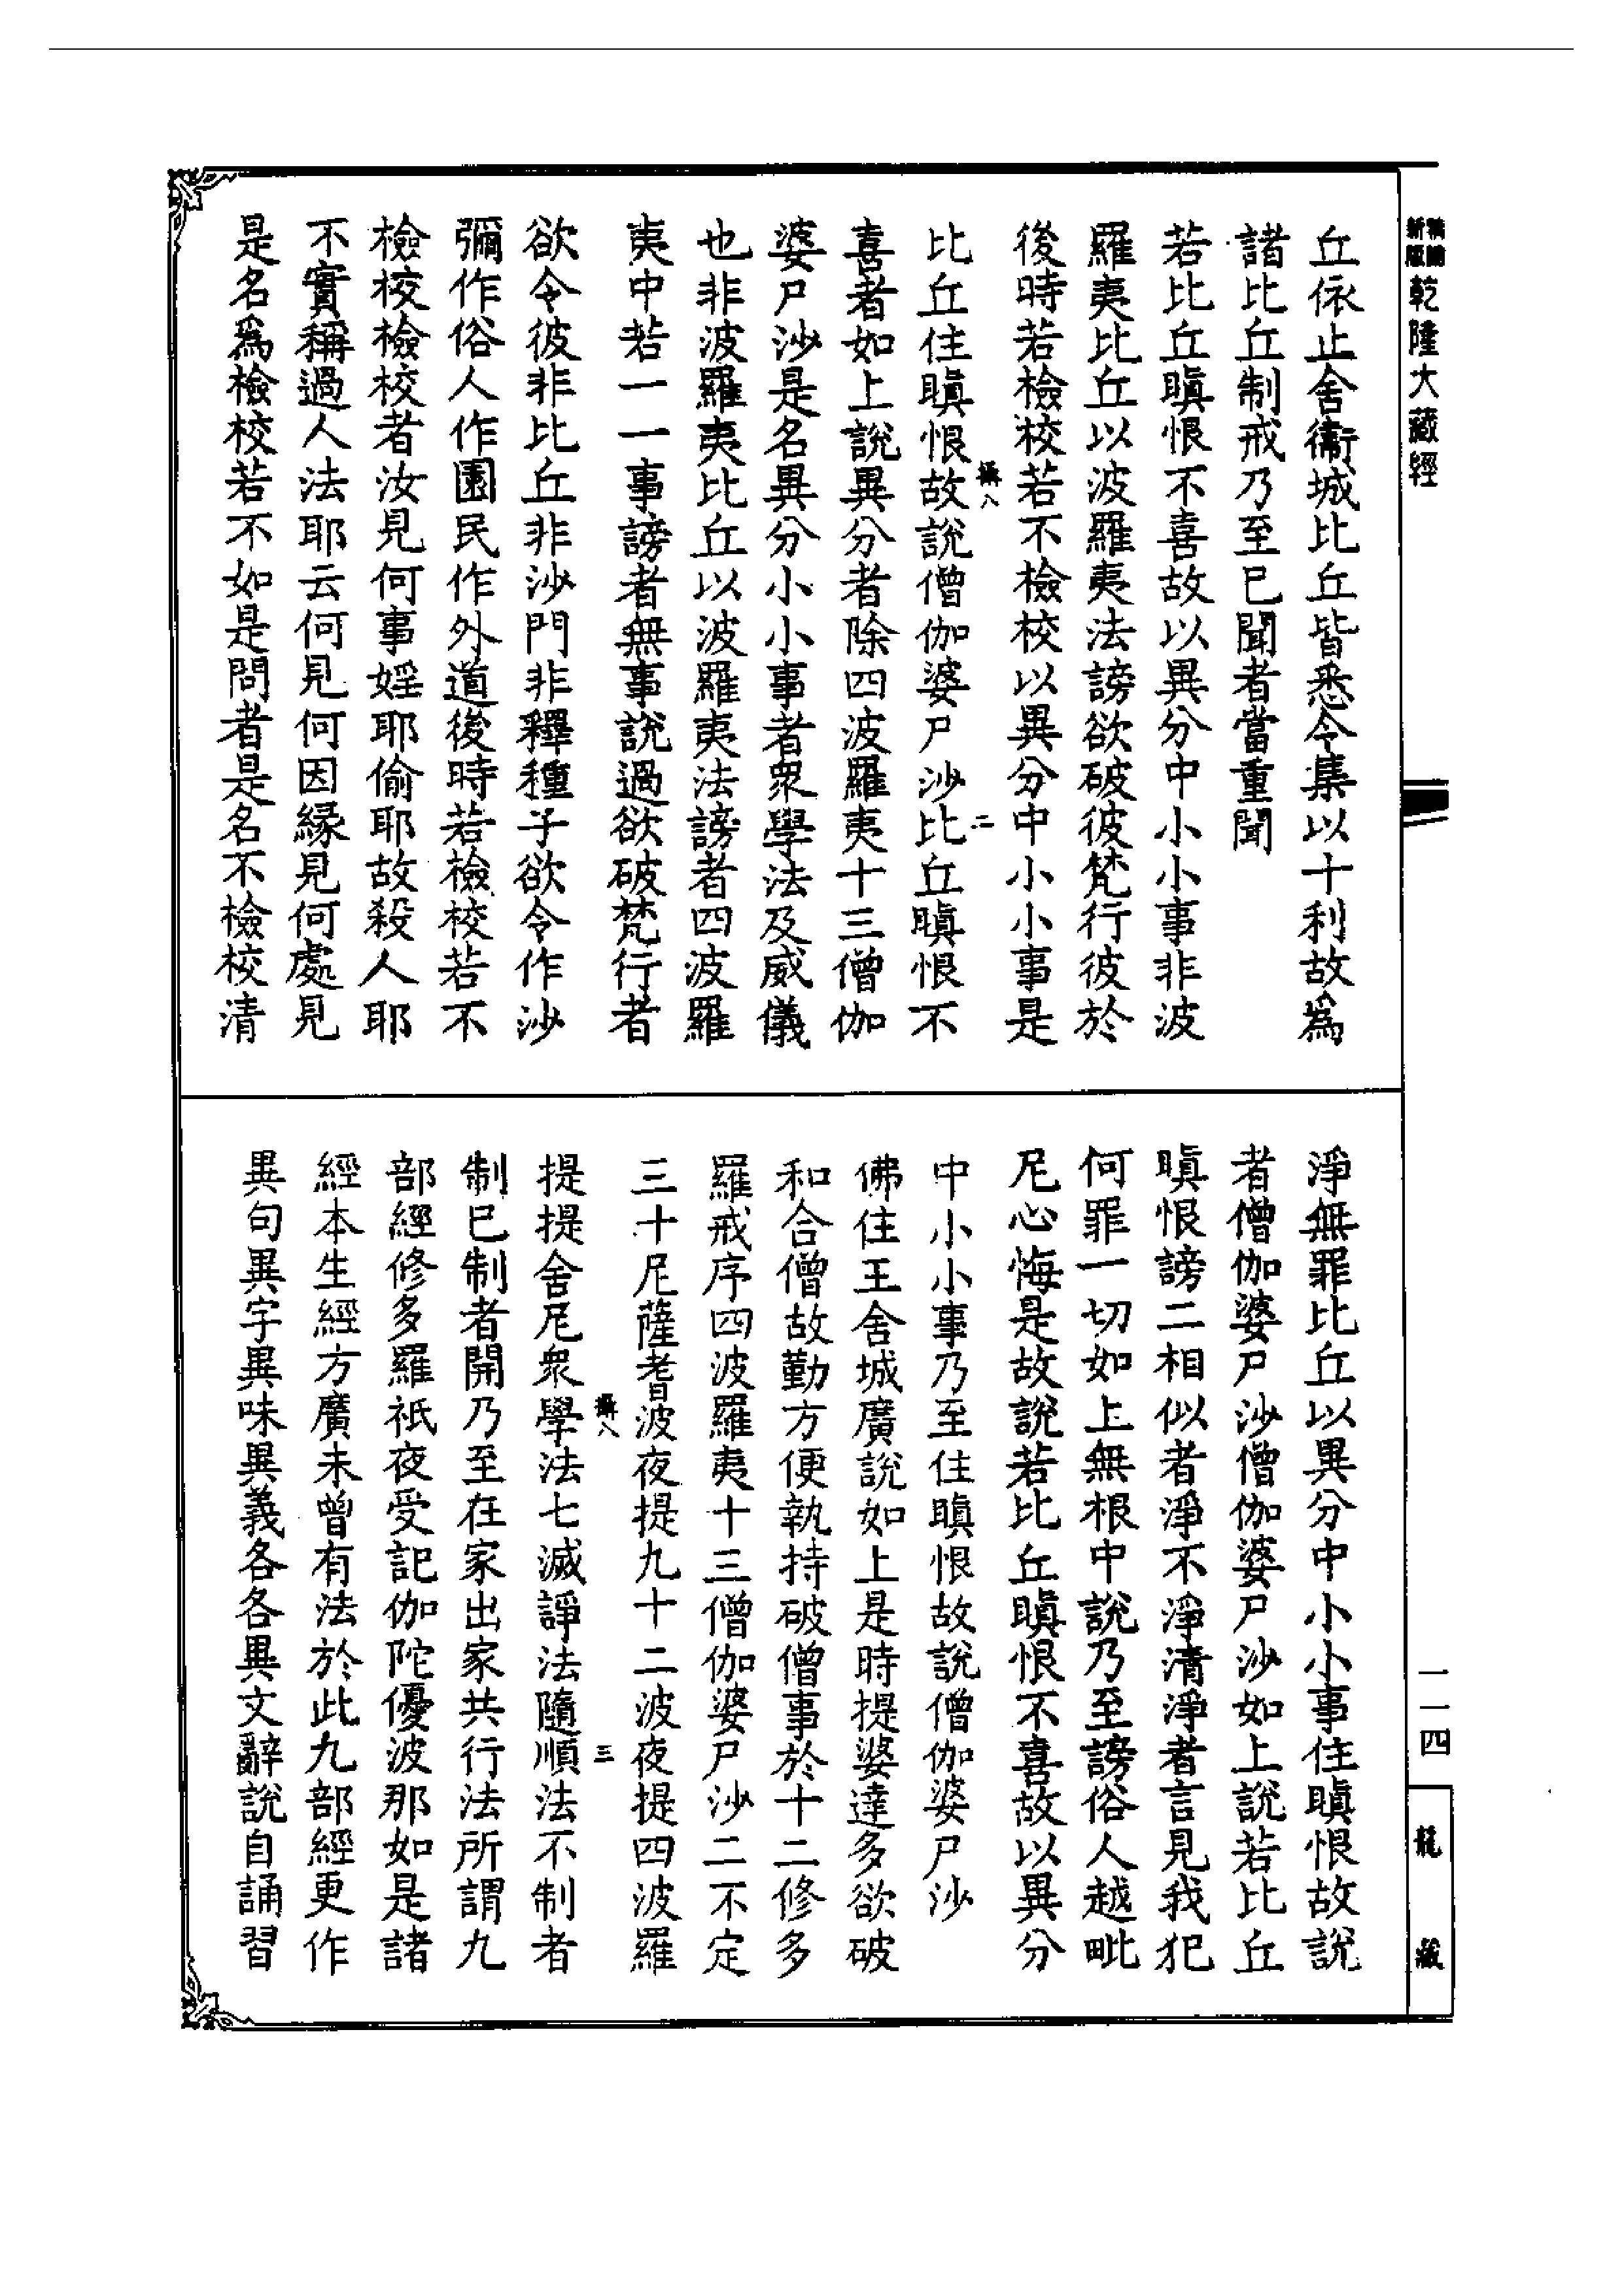 新版
乾隆大藏經
丘依止舍衞城比丘皆悉令集以十利故爲
諸比丘制戒乃至已聞者當重聞
若比丘瞋恨不喜故以異分中小小事非波
羅夷比丘以波羅夷法謗欲破彼梵行彼於
後時若檢校若不檢校以異分中小小事是
攝八 二
比丘住瞋恨故說僧伽婆尸沙比丘瞋恨不
喜者如上說異分者除四波羅夷十三僧伽
婆尸沙是名異分小小事者衆學法及威儀
也非波羅夷比丘以波羅夷法謗者四波羅
夷中若一一事謗者無事說過欲破梵行者
欲令彼非比丘非沙門非釋種子欲令作沙
彌作俗人作園民作外道後時若檢校若不
檢校檢校者汝見何事婬耶偷耶故殺人耶
不實稱過人法耶云何見何因緣見何處見
是名爲檢校若不如是問者是名不檢校清
淨無罪比丘以異分中小小事住瞋恨故說
者僧伽婆尸沙僧伽婆尸沙如上說若比丘
瞋恨謗二相似者淨不淨清淨者言見我犯
何罪一切如上無根中說乃至謗俗人越毗
尼心悔是故說若比丘瞋恨不喜故以異分
中小小事乃至住瞋恨故說僧伽婆尸沙
佛住王舍城廣說如上是時提婆達多欲破
和合僧故勤方便執持破僧事於十二修多
羅戒序四波羅夷十三僧伽婆尸沙二不定
三十尼薩耆波夜提九十二波夜提四波羅
攝八 三
提提舍尼衆學法七滅諍法隨順法不制者
制已制者開乃至在家出家共行法所謂九
部經修多羅祇夜受記伽陀優波那如是諸
經本生經方廣未曾有法於此九部經更作
異句異字異味異義各各異文辭說自誦習
一一四
龍藏